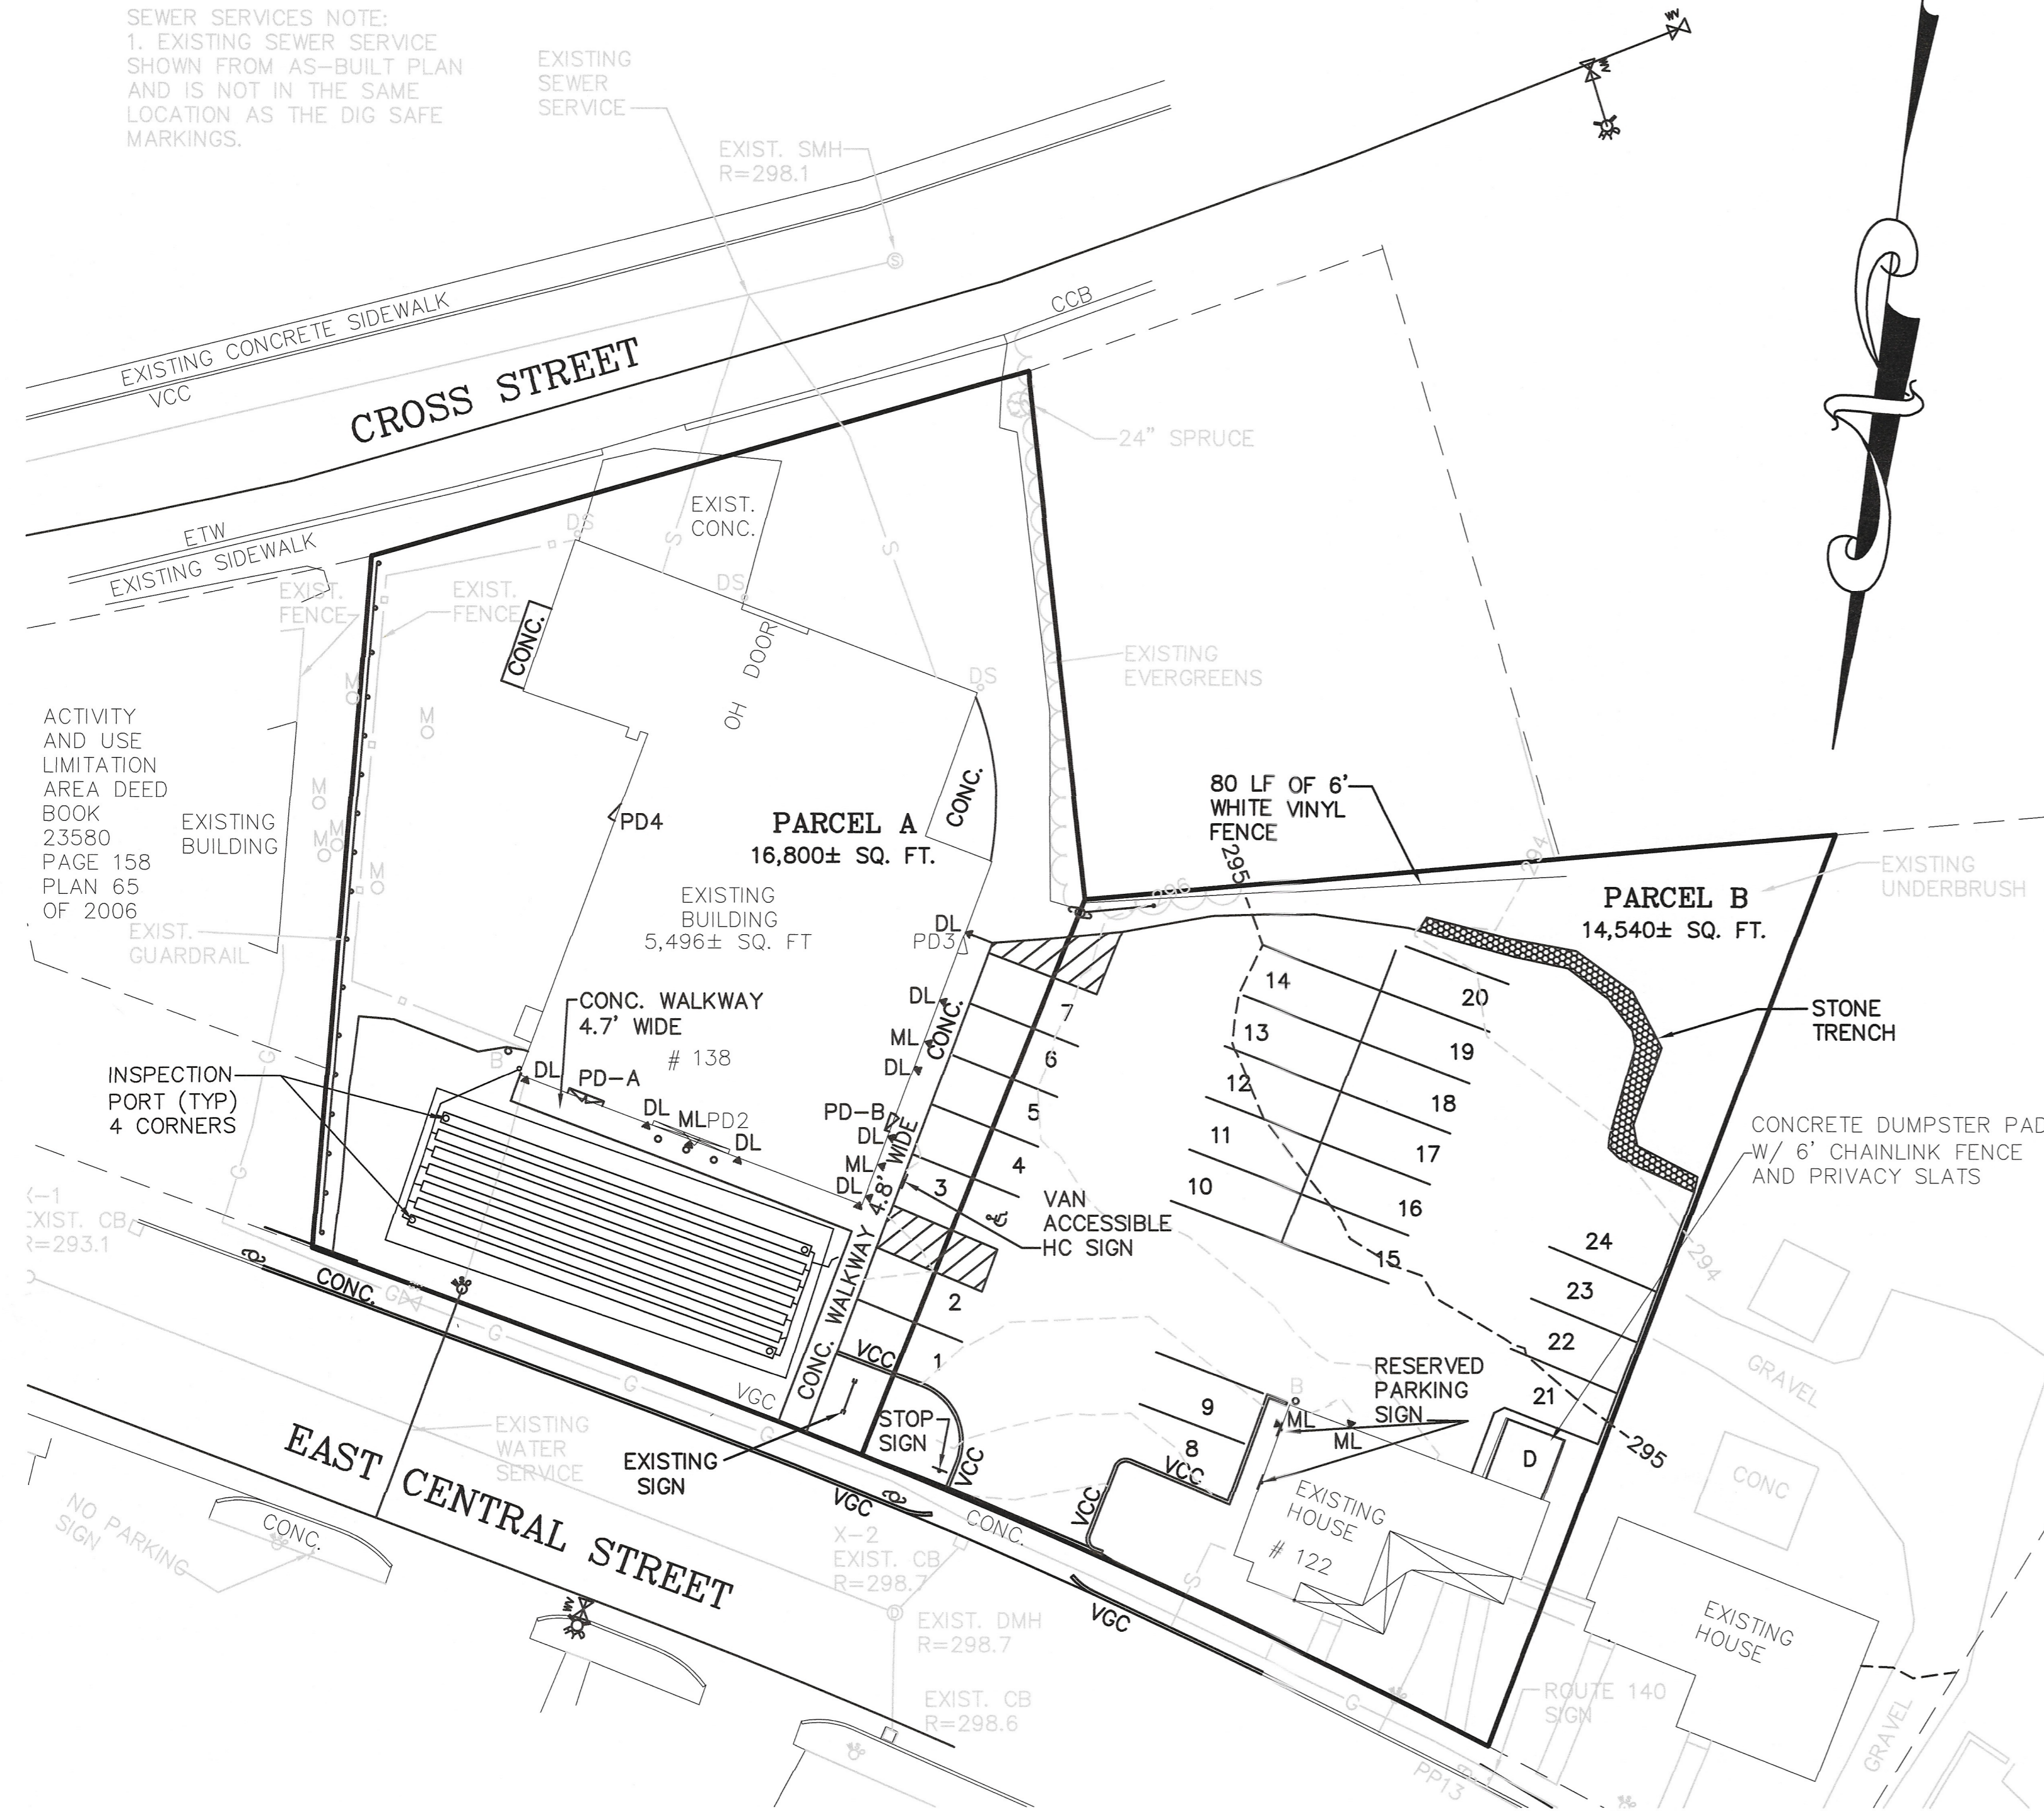 SEWER SERVICES NOTE:
1. EXISTING SEWER SERVICE
SHOWN FROM AS-BUILT PLAN
AND IS NOT IN THE SAME
LOCATION AS THE DIG SAFE
MARKINGS.
EXISTING
SEWER
SERVICE
EXIST. SMH
R=298.1
WV
WV
S
EXISTING CONCRETE SIDEWALK
VCC
CROSS STREET
CCB
24" SPRUCE
ETW
EXISTING SIDEWALK
EXIST.
CONC.
DS
S
S
DS
DS
EXIST.
FENCE
EXIST.
FENCE
CONC.
OH DOOR
EXISTING
EVERGREENS
M
M
M
M
M
M
ACTIVITY
AND USE
LIMITATION
AREA DEED
BOOK
23580
PAGE 158
PLAN 65
OF 2006
EXISTING
BUILDING
PD4
PARCEL A
16,800± SQ. FT.
CONC.
EXISTING
BUILDING
5,496± SQ. FT
80 LF OF 6'
WHITE VINYL
FENCE
295
294
296
PARCEL B
14,540± SQ. FT.
EXISTING
UNDERBRUSH
EXIST.
GUARDRAIL
DL
PD3
CONC. WALKWAY
4.7' WIDE
# 138
DL
ML
DL
CONC.
STONE
TRENCH
INSPECTION
PORT (TYP)
4 CORNERS
G
G
B
DL
PD-A
DL
ML
PD2
DL
PD-B
DL
ML
DL
CONC. WALKWAY 4.8' WIDE
7
6
5
4
3
2
1
14
13
12
11
10
20
19
18
17
16
15
24
23
22
21
9
8
VAN
ACCESSIBLE
HC SIGN
CONCRETE DUMPSTER PAD
W/ 6' CHAINLINK FENCE
AND PRIVACY SLATS
294
295
X-1
EXIST. CB
R=293.1
CONC.
G
G
G
G
VGC
VCC
STOP
SIGN
VCC
EXISTING
SIGN
EXISTING
WATER
SERVICE
EAST CENTRAL STREET
RESERVED
PARKING
SIGN
B
ML
ML
D
VCC
VCC
GRAVEL
CONC
EXISTING
HOUSE
# 122
NO PARKING
SIGN
CONC.
VGC
CONC.
X-2
EXIST. CB
R=298.7
D
EXIST. DMH
R=298.7
EXIST. CB
R=298.6
WV
VGC
S
G
EXISTING
HOUSE
ROUTE 140
SIGN
PP13
GRAVEL